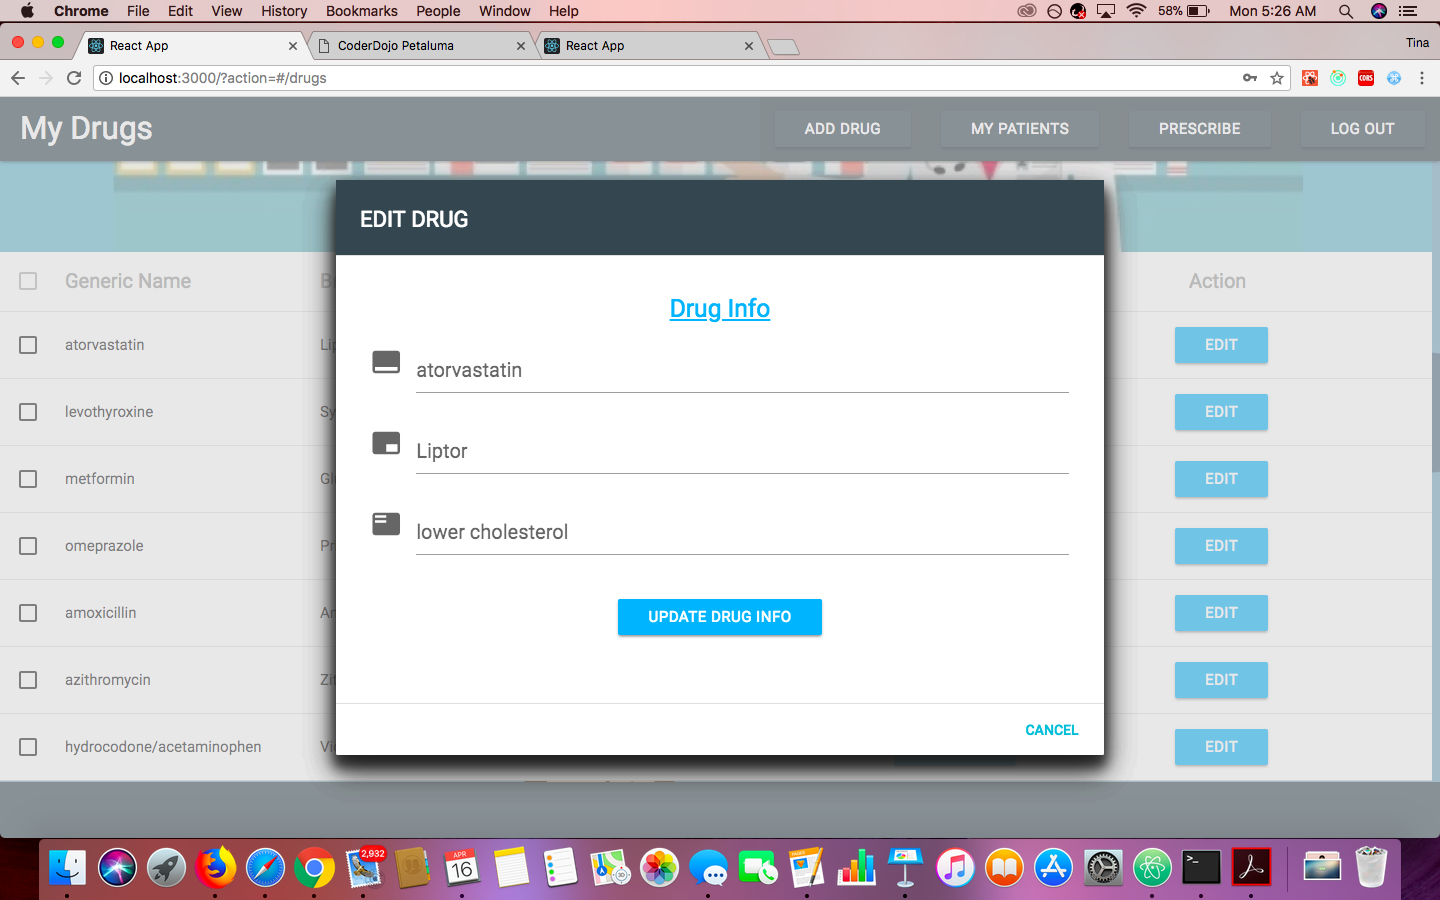 Chrome File Edit View History Bookmarks People Window Help 58% Mon 5:26 AM
React App CoderDojo Petaluma React App Tina
localhost:3000/?action=#/drugs CORS
My Drugs ADD DRUG MY PATIENTS PRESCRIBE LOG OUT
EDIT DRUG
Generic Name B Action
Drug Info
atorvastatin Li EDIT
atorvastatin
levothyroxine Sy EDIT
Liptor
metformin Gl EDIT
lower cholesterol
omeprazole Pr EDIT
amoxicillin A EDIT
UPDATE DRUG INFO
azithromycin Zi EDIT
CANCEL
hydrocodone/acetaminophen Vi EDIT
2,932 APR 16